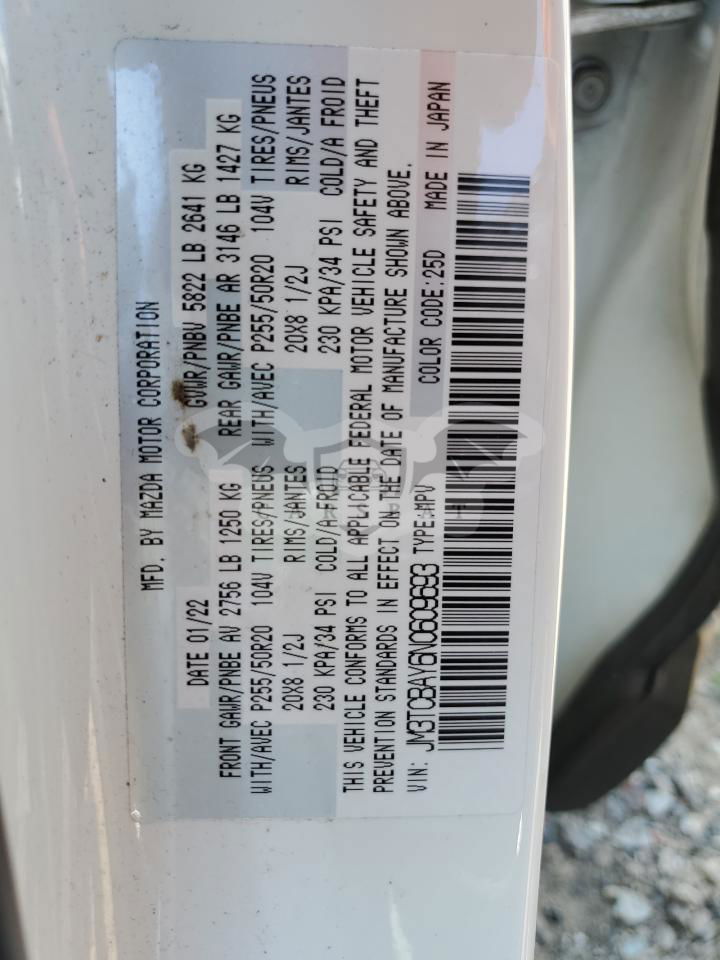 MFD. BY MAZDA MOTOR CORPORATION
DATE 01/22 GVWR/PNBV 5822 LB 2641 KG
FRONT GAWR/PNBE AV 2756 LB 1250 KG REAR GAWR/PNBE AR 3146 LB 1427 KG
WITH/AVEC P255/50R20 104V TIRES/PNEUS WITH/AVEC P255/50R20 104V TIRES/PNEUS
20X8 1/2J RIMS/JANTES 20X8 1/2J RIMS/JANTES
230 KPA/34 PSI COLD/A FROID 230 KPA/34 PSI COLD/A FROID
THIS VEHICLE CONFORMS TO ALL APPLICABLE FEDERAL MOTOR VEHICLE SAFETY AND THEFT
PREVENTION STANDARDS IN EFFECT ON THE DATE OF MANUFACTURE SHOWN ABOVE.
VIN: JM3TCBAY6N0609693 TYPE:MPV COLOR CODE:25D MADE IN JAPAN